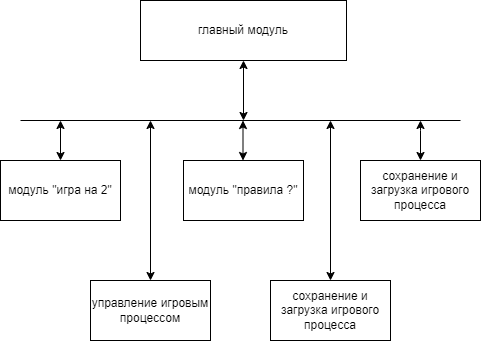 главный модуль
модуль "игра на 2"
модуль "правила ?"
сохранение и
загрузка игрового
процесса
управление игровым
процессом
сохранение и
загрузка игрового
процесса